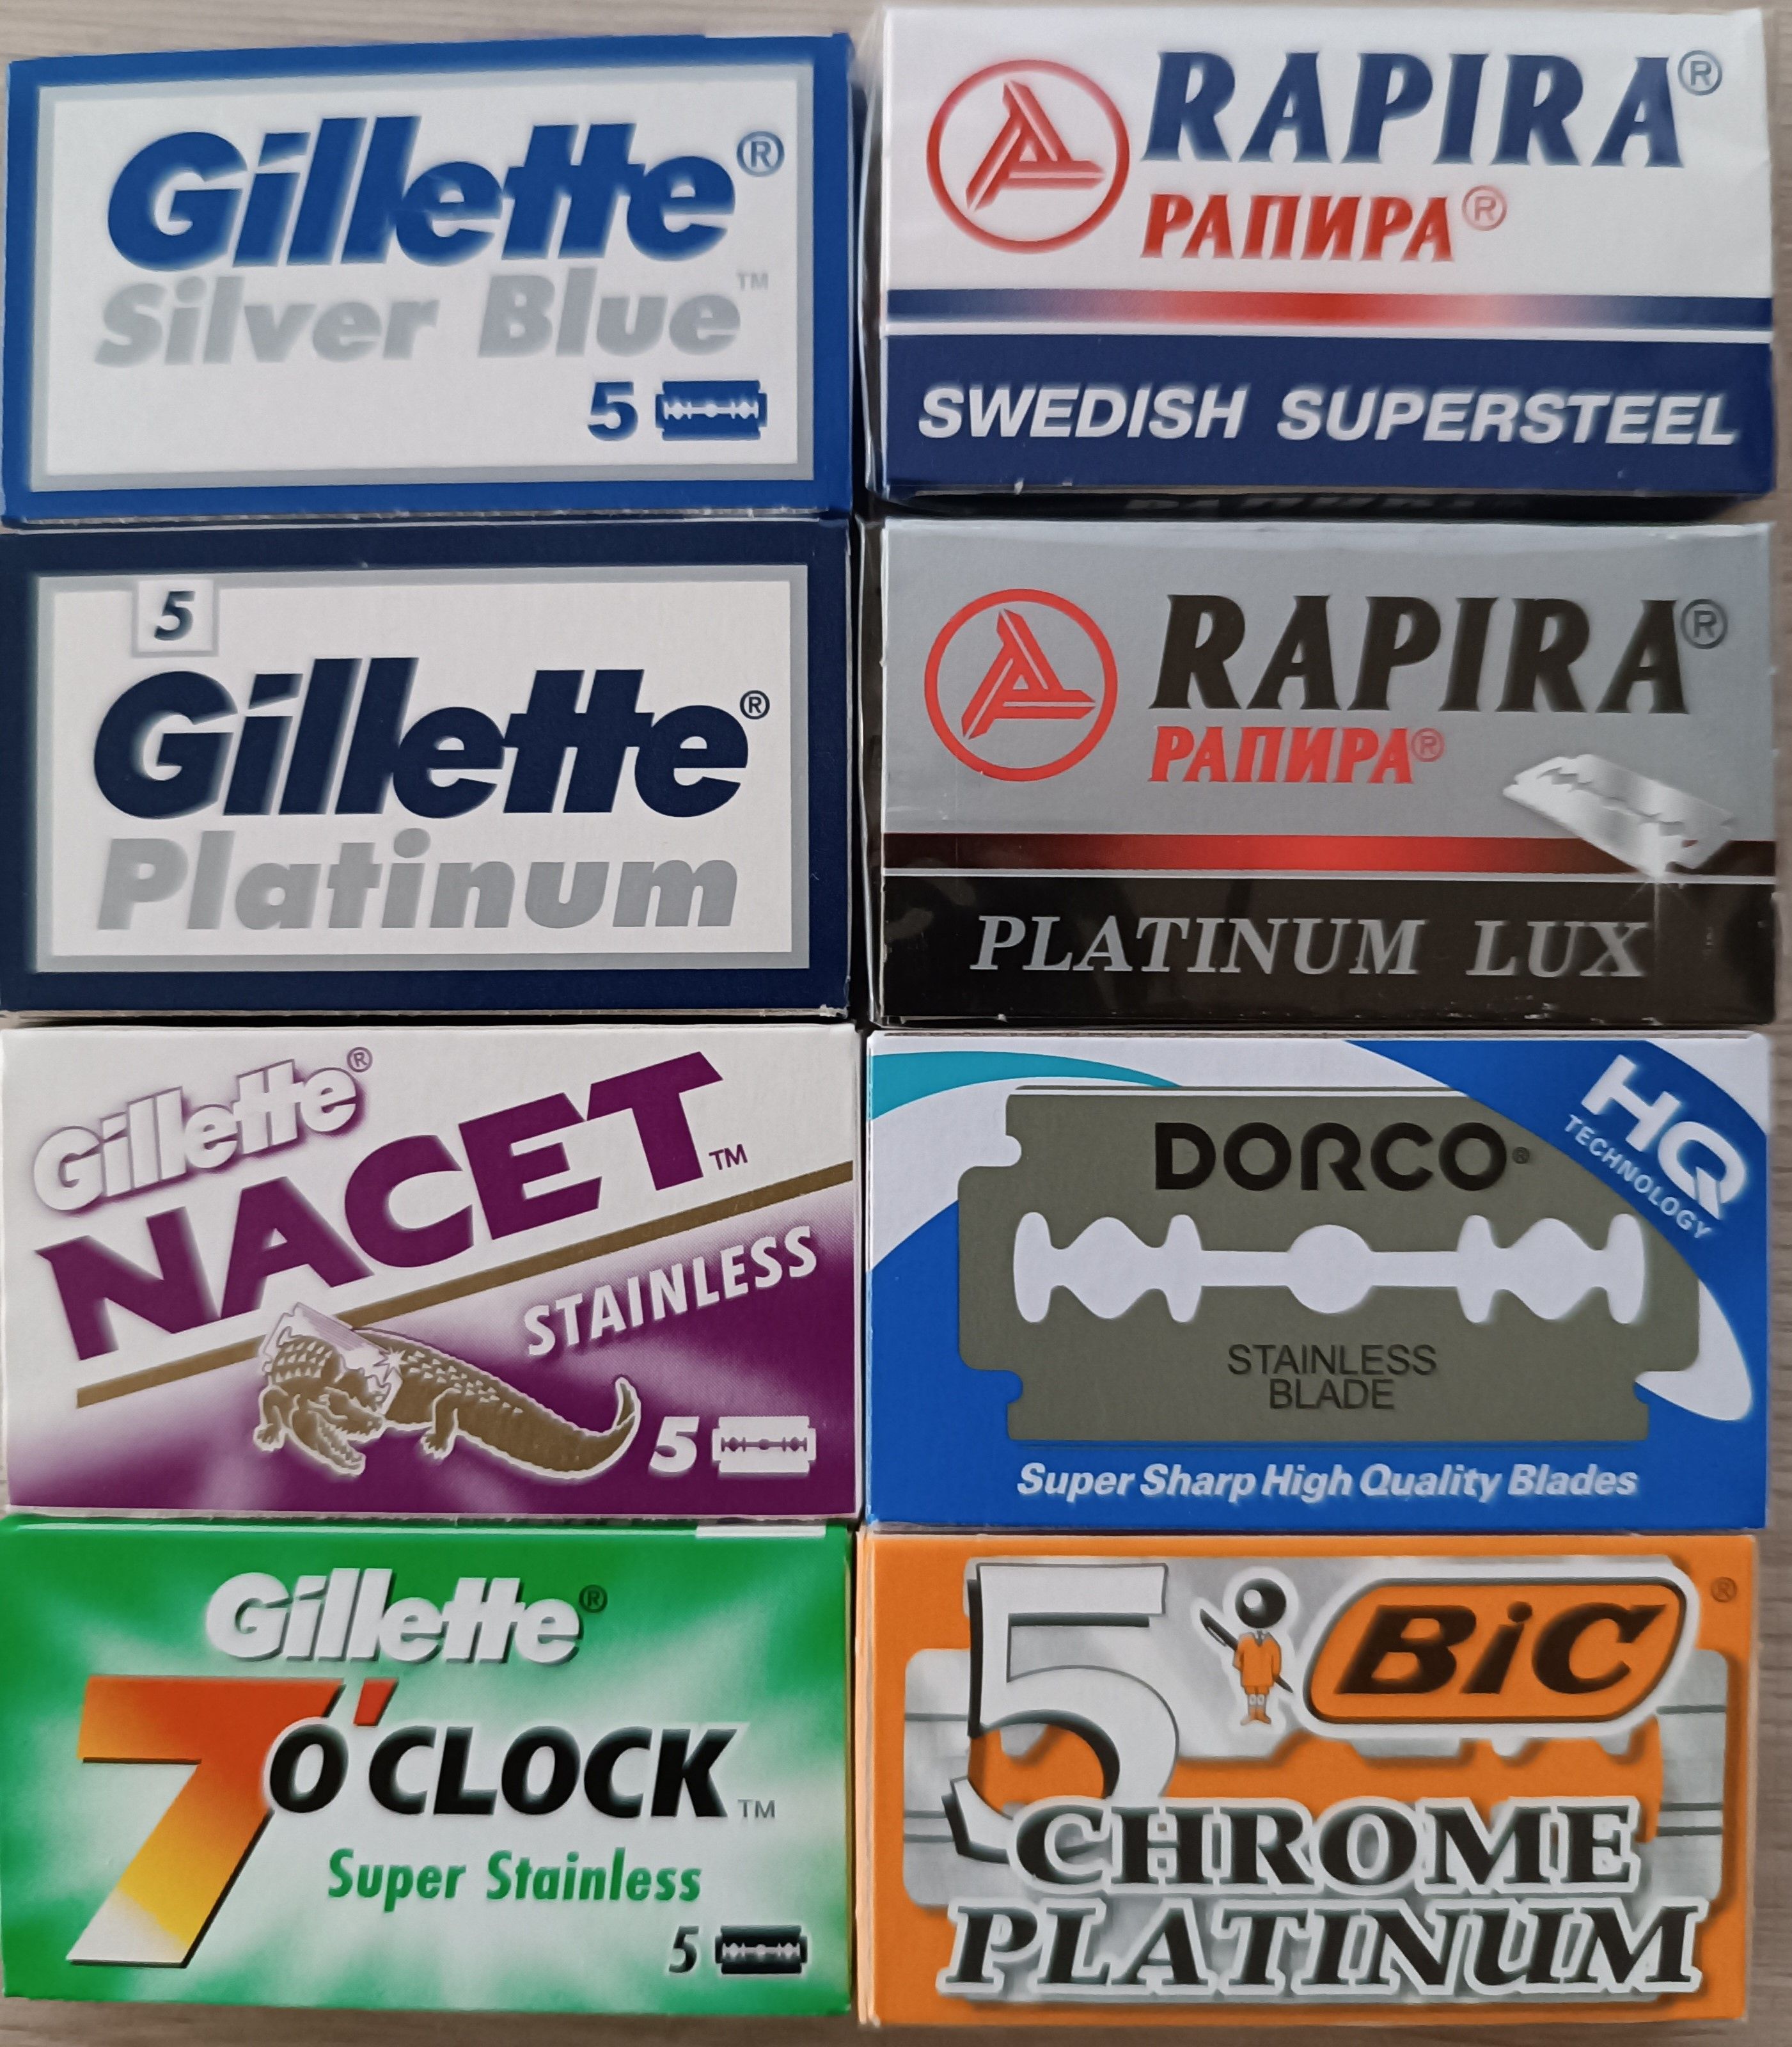 Gillette®
Silver Blue™
5
RAPIRA®
РАПИРА®
SWEDISH SUPERSTEEL
5
Gillette®
Platinum
RAPIRA®
РАПИРА®
PLATINUM LUX
Gillette®
NACET™
STAINLESS
5
HQ
TECHNOLOGY
DORCO®
STAINLESS
BLADE
Super Sharp High Quality Blades
Gillette®
7 O'CLOCK™
Super Stainless
5
5 BiC®
CHROME
PLATINUM